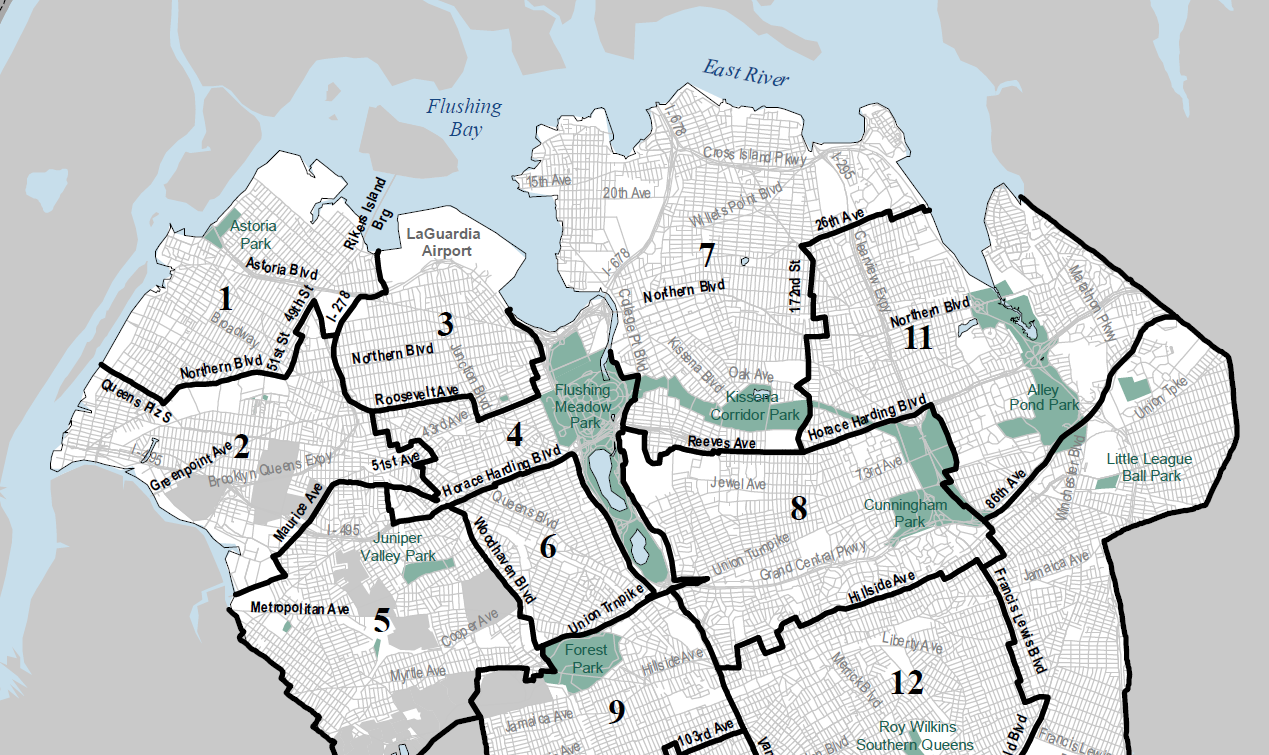 East River
Flushing
Bay
I-678
Cross Island Pkwy
I-295
15th Ave
20th Ave
Willets Point Blvd
Rikers Island
Brg
Astoria
Park
LaGuardia
Airport
26th Ave
Clearview Expy
7
I-678
Astoria Blvd
49th St
I-278
1
Northern Blvd
172nd St
College Pt Blvd
Marathon Pkwy
Northern Blvd
11
Broadway
3
51st St
Northern Blvd
Junction Blvd
Kissena Blvd
Oak Ave
Northern Blvd
Queens Plz S
Roosevelt Ave
Flushing
Meadow
Park
Kissena
Corridor Park
Alley
Pond Park
Union Tnpke
43rd Ave
4
Horace Harding Blvd
Reeves Ave
2
I-495
Greenpoint Ave
Brooklyn Queens Expy
51st Ave
Horace Harding Blvd
73rd Ave
Winchester Blvd
Little League
Ball Park
Jewel Ave
86th Ave
8
Cunningham
Park
Maurice Ave
I-495
Queens Blvd
Juniper
Valley Park
6
Woodhaven Blvd
Union Turnpike
Grand Central Pkwy
Jamaica Ave
Hillside Ave
Francis Lewis Blvd
Metropolitan Ave
5
Cooper Ave
Union Trnpike
Forest
Park
Hillside Ave
Liberty Ave
Myrtle Ave
Merrick Blvd
12
9
Jamaica Ave
103rd Ave
Roy Wilkins
Southern Queens